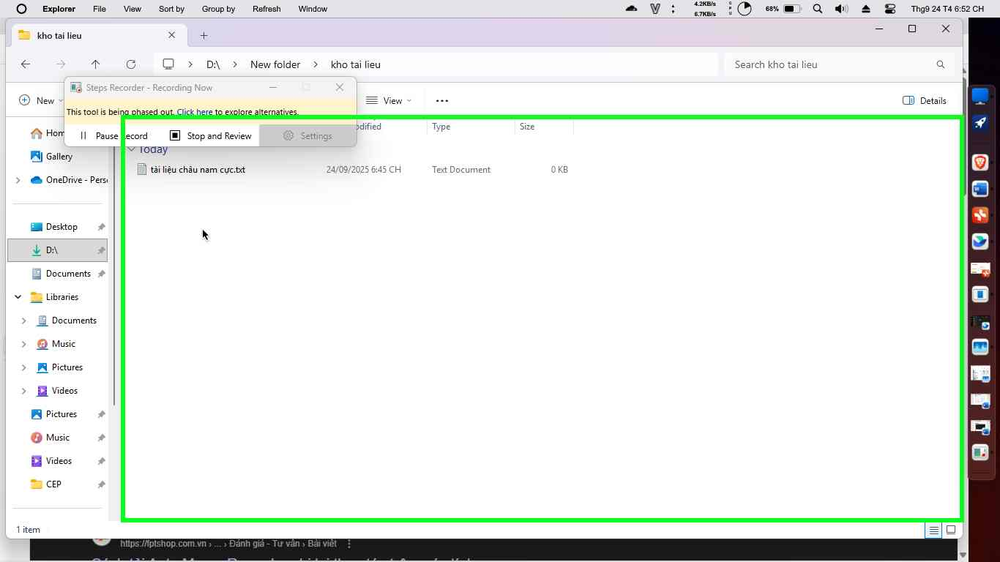 Explorer File View Sort by Group by Refresh Window 4.2KB/s 6.7KB/s CPU 68% Thg9 24 T4 6:52 CH
kho tai lieu
D:\ New folder kho tai lieu Search kho tai lieu
Steps Recorder - Recording Now
New View Details
This tool is being phased out. Click here to explore alternatives.
Pause Record Stop and Review Settings
odified Type Size
Hom
Today
Gallery
tài liệu châu nam cực.txt 24/09/2025 6:45 CH Text Document 0 KB
OneDrive - Perso
Desktop
D:\
Documents
Libraries
Documents
Music
Pictures
Videos
Pictures
Music
Videos
CEP
1 item
https://fptshop.com.vn › ... › Đánh giá - Tư vấn › Bài viết